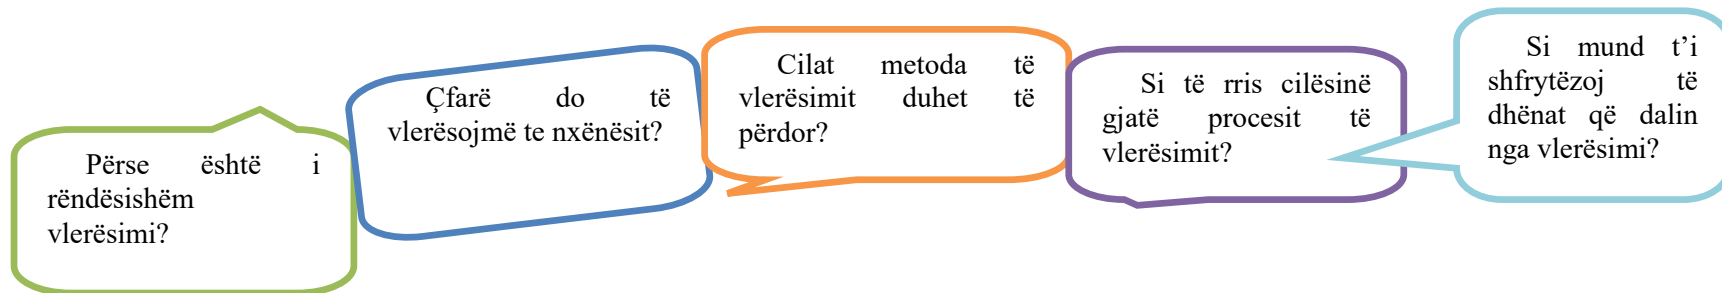 Përse është i
rëndësishëm
vlerësimi?
Çfarë do të
vlerësojmë te nxënësit?
Cilat metoda të
vlerësimit duhet të
përdor?
Si të rris cilësinë
gjatë procesit të
vlerësimit?
Si mund t’i
shfrytëzoj të
dhënat që dalin
nga vlerësimi?